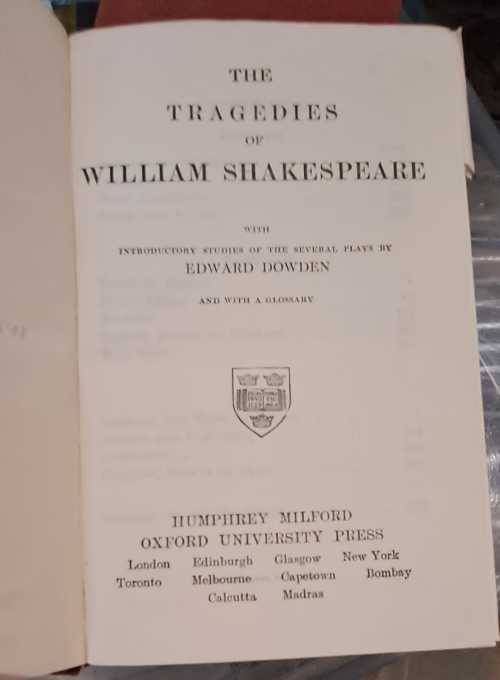 THE
TRAGEDIES
OF
WILLIAM SHAKESPEARE
WITH
INTRODUCTORY STUDIES OF THE SEVERAL PLAYS BY
EDWARD DOWDEN
AND WITH A GLOSSARY
HUMPHREY MILFORD
OXFORD UNIVERSITY PRESS
London Edinburgh Glasgow New York
Toronto Melbourne Capetown Bombay
Calcutta Madras